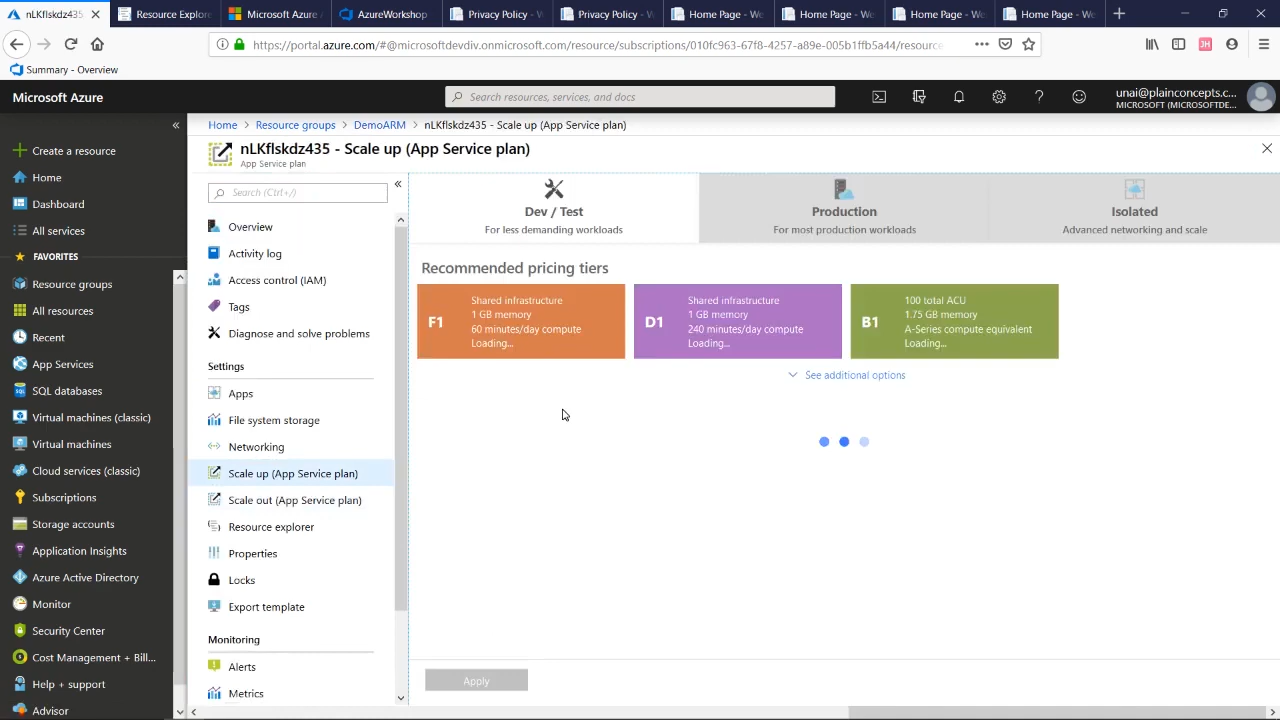 nLKflskdz435
Resource Explor
Microsoft Azure
AzureWorkshop
Privacy Policy - W
Privacy Policy - W
Home Page - We
Home Page - We
Home Page - We
Home Page - We
https://portal.azure.com/#@microsoftdevdiv.onmicrosoft.com/resource/subscriptions/010fc963-67f8-4257-a89e-005b1ffb5a44/resourc
JH
Summary - Overview
Microsoft Azure
Search resources, services, and docs
unai@plainconcepts.c...
MICROSOFT (MICROSOFTDE...
Home > Resource groups > DemoARM > nLKflskdz435 - Scale up (App Service plan)
nLKflskdz435 - Scale up (App Service plan)
App Service plan
Create a resource
Home
Dashboard
All services
FAVORITES
Resource groups
All resources
Recent
App Services
SQL databases
Virtual machines (classic)
Virtual machines
Cloud services (classic)
Subscriptions
Storage accounts
Application Insights
Azure Active Directory
Monitor
Security Center
Cost Management + Bill...
Help + support
Advisor
Search (Ctrl+/)
Overview
Activity log
Access control (IAM)
Tags
Diagnose and solve problems
Settings
Apps
File system storage
Networking
Scale up (App Service plan)
Scale out (App Service plan)
Resource explorer
Properties
Locks
Export template
Monitoring
Alerts
Metrics
Dev / Test
For less demanding workloads
Production
For most production workloads
Isolated
Advanced networking and scale
Recommended pricing tiers
F1
Shared infrastructure
1 GB memory
60 minutes/day compute
Loading...
D1
Shared infrastructure
1 GB memory
240 minutes/day compute
Loading...
B1
100 total ACU
1.75 GB memory
A-Series compute equivalent
Loading...
See additional options
Apply